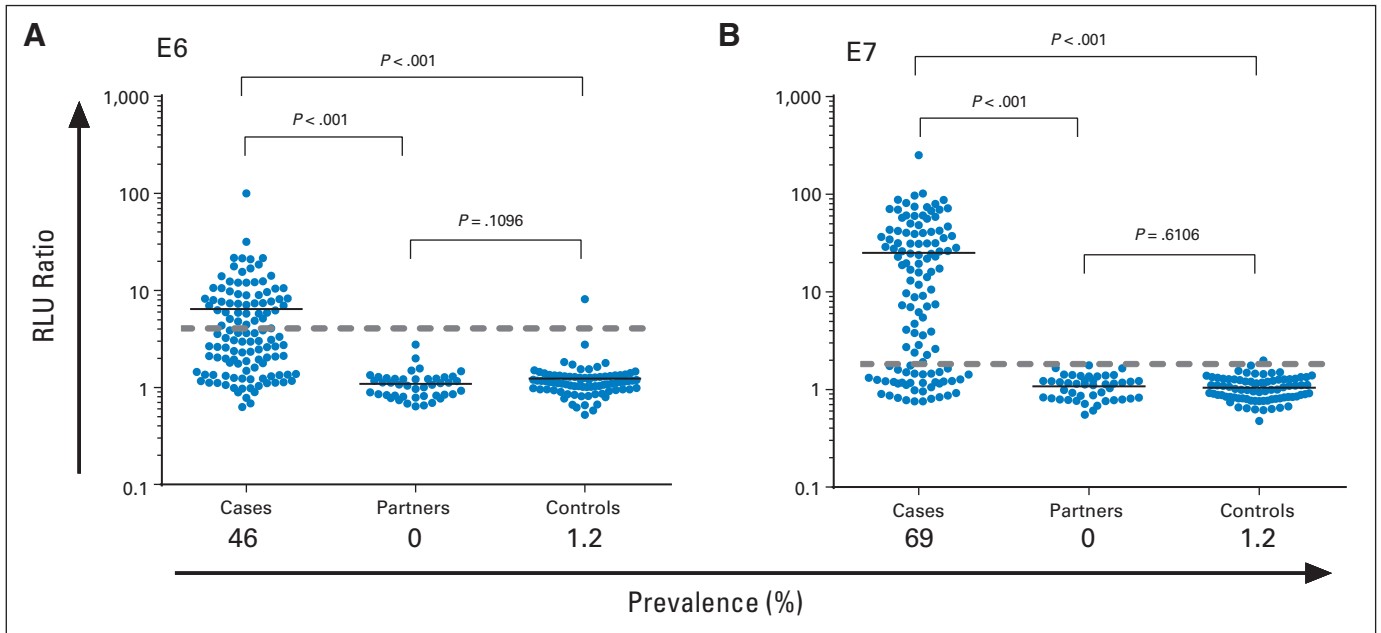 A
E6
P < .001
P < .001
P = .1096
1,000
100
10
1
0.1
RLU Ratio
Cases
Partners
Controls
46
0
1.2
B
E7
P < .001
P < .001
P = .6106
1,000
100
10
1
0.1
Cases
Partners
Controls
69
0
1.2
Prevalence (%)